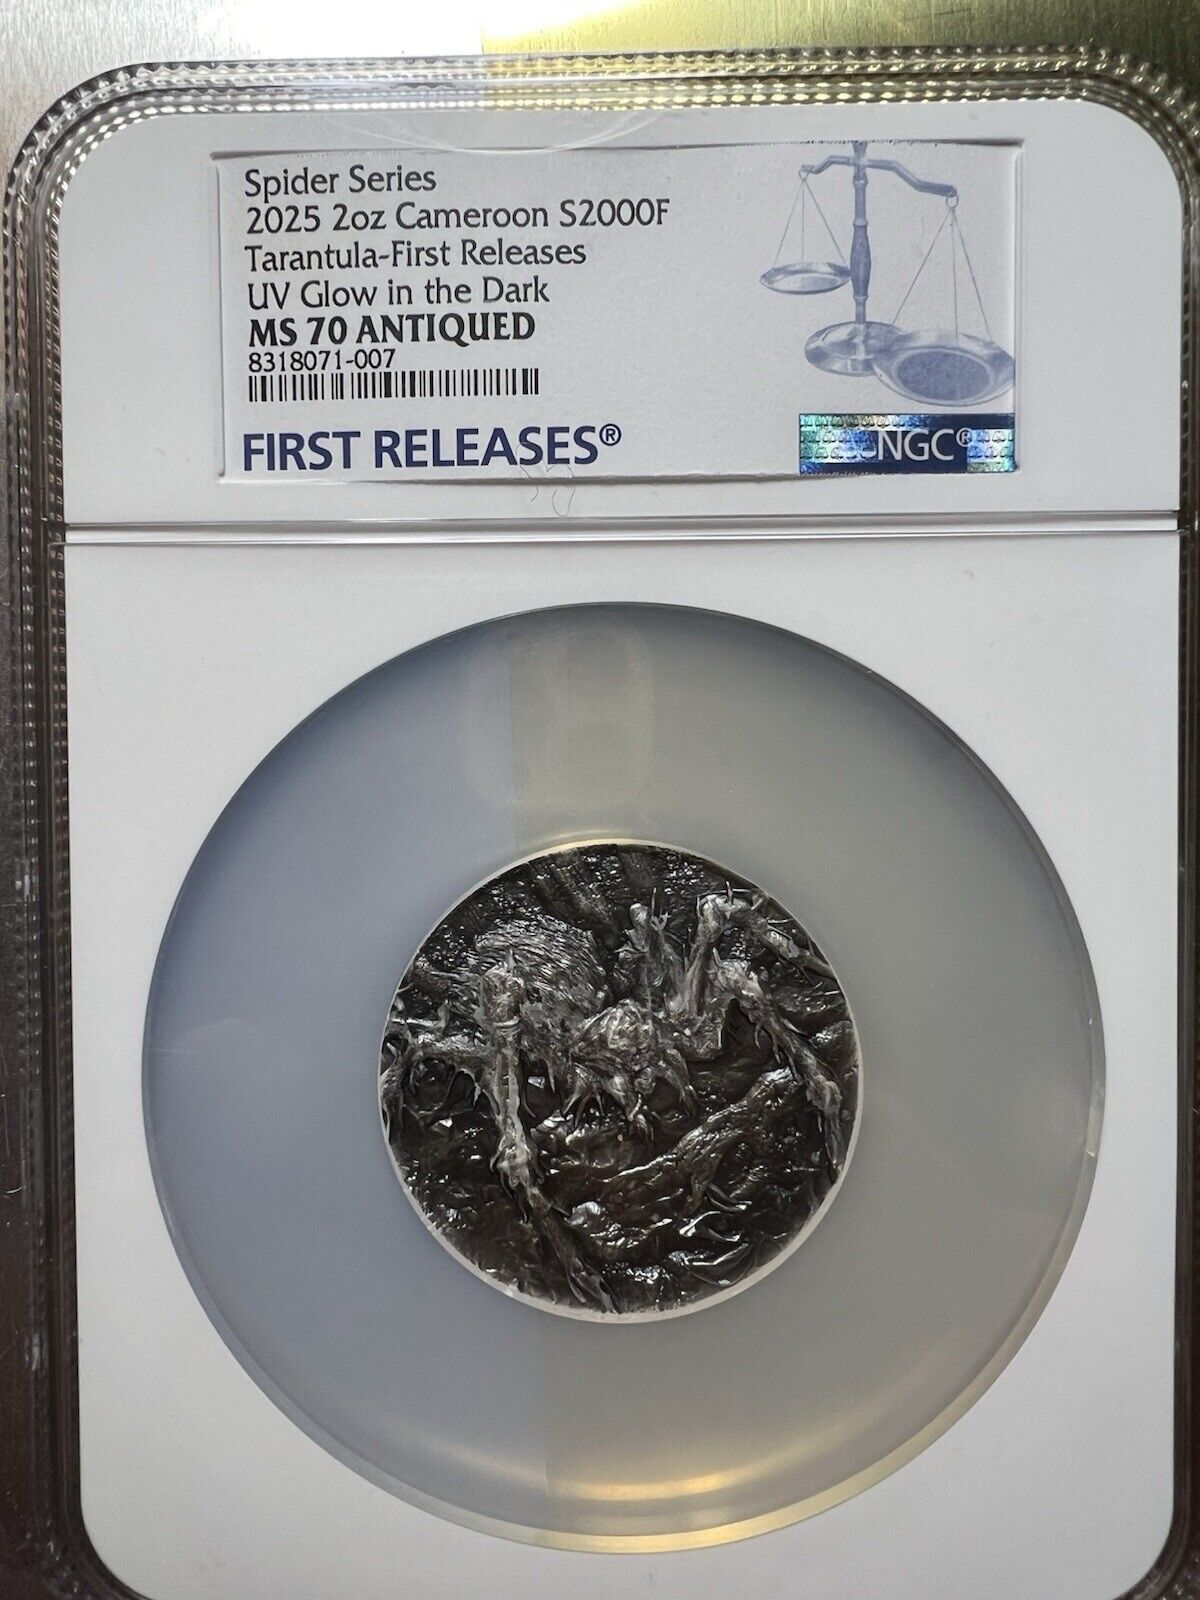 Spider Series
2025 2oz Cameroon S2000F
Tarantula-First Releases
UV Glow in the Dark
MS 70 ANTIQUED
8318071-007
FIRST RELEASES®
NGC®